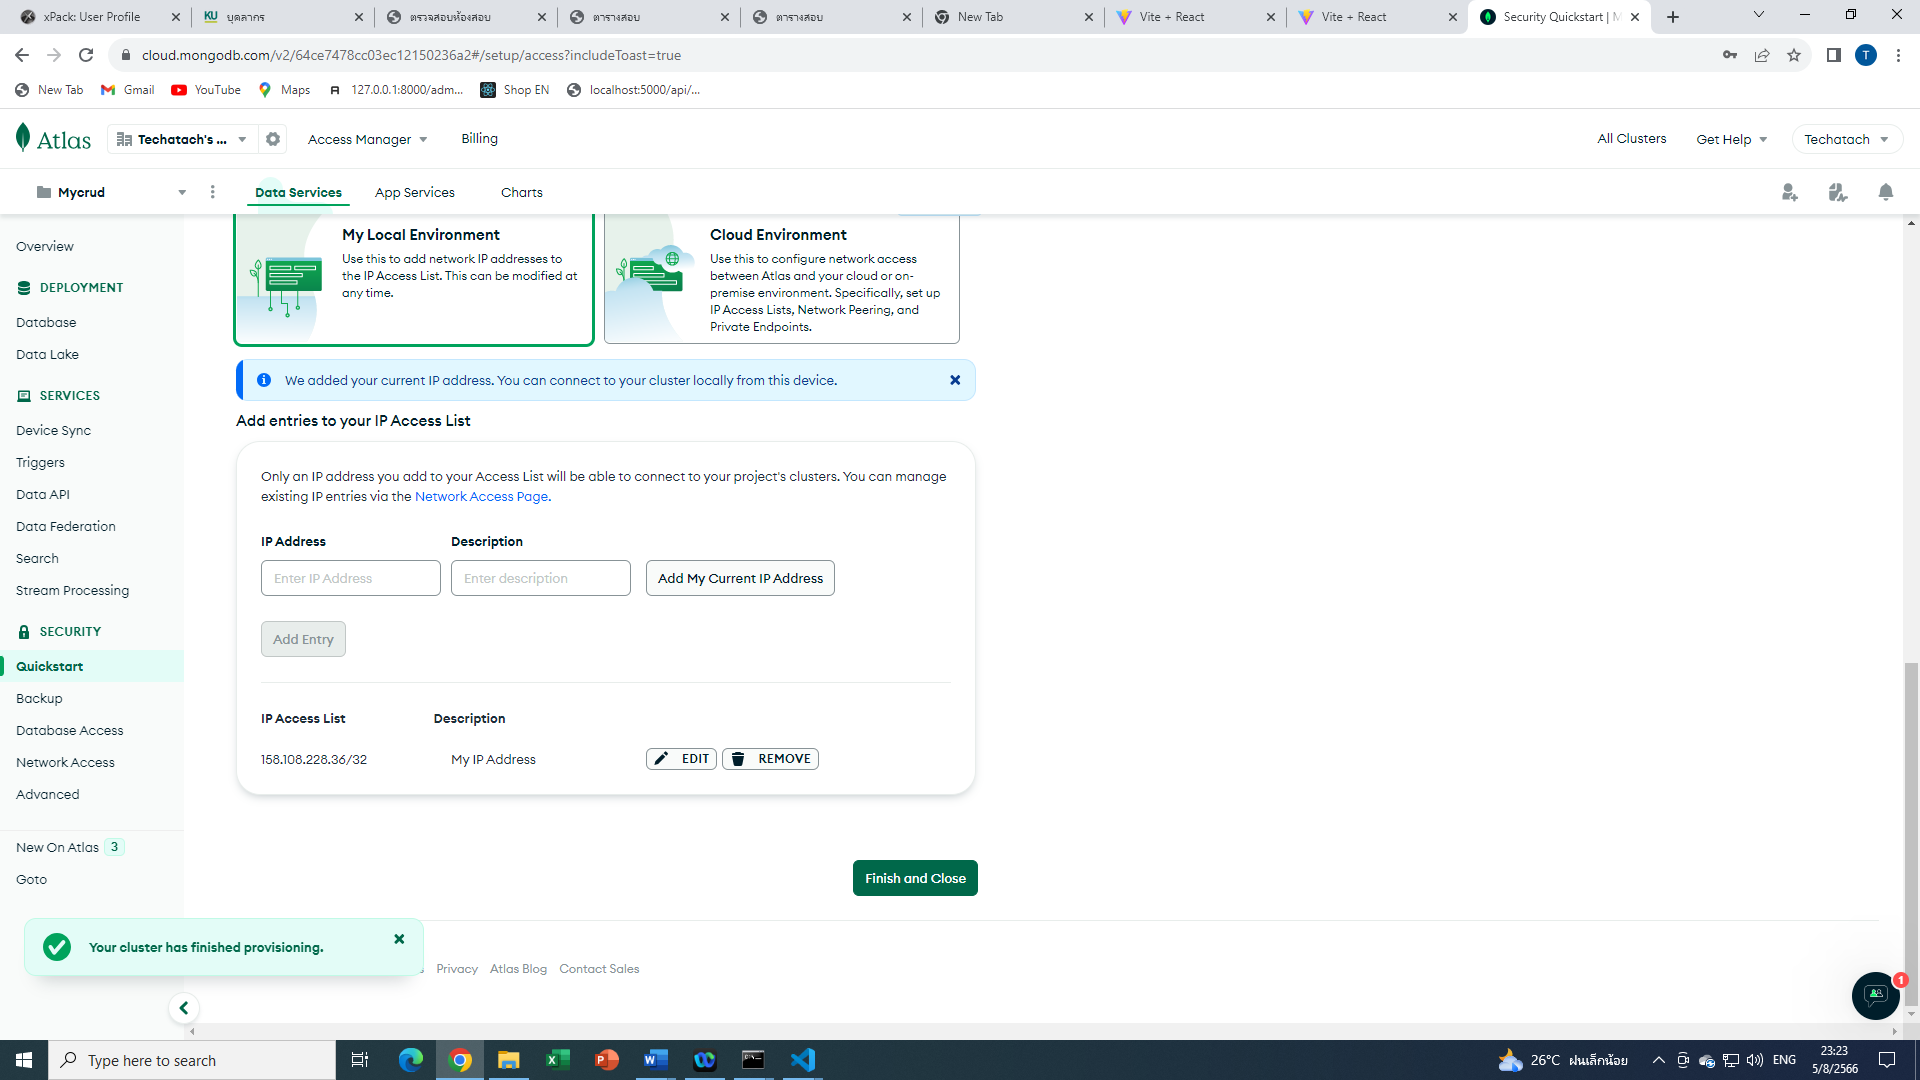 xPack: User Profile
KU บุคลากร
ตรวจสอบห้องสอบ
ตารางสอบ
ตารางสอบ
New Tab
Vite + React
Vite + React
Security Quickstart | M
cloud.mongodb.com/v2/64ce7478cc03ec12150236a2#/setup/access?includeToast=true
T
New Tab
Gmail
YouTube
Maps
127.0.0.1:8000/adm...
Shop EN
localhost:5000/api/...
Atlas
Techatach's ...
Access Manager
Billing
All Clusters
Get Help
Techatach
Mycrud
Data Services
App Services
Charts
Overview
DEPLOYMENT
Database
Data Lake
SERVICES
Device Sync
Triggers
Data API
Data Federation
Search
Stream Processing
SECURITY
Quickstart
Backup
Database Access
Network Access
Advanced
New On Atlas 3
Goto
My Local Environment
Use this to add network IP addresses to
the IP Access List. This can be modified at
any time.
Cloud Environment
Use this to configure network access
between Atlas and your cloud or on-
premise environment. Specifically, set up
IP Access Lists, Network Peering, and
Private Endpoints.
We added your current IP address. You can connect to your cluster locally from this device.
Add entries to your IP Access List
Only an IP address you add to your Access List will be able to connect to your project's clusters. You can manage
existing IP entries via the Network Access Page.
IP Address
Description
Enter IP Address
Enter description
Add My Current IP Address
Add Entry
IP Access List
Description
158.108.228.36/32
My IP Address
EDIT
REMOVE
Finish and Close
Your cluster has finished provisioning.
Privacy
Atlas Blog
Contact Sales
1
Type here to search
26°C ฝนเล็กน้อย
ENG
23:23
5/8/2566